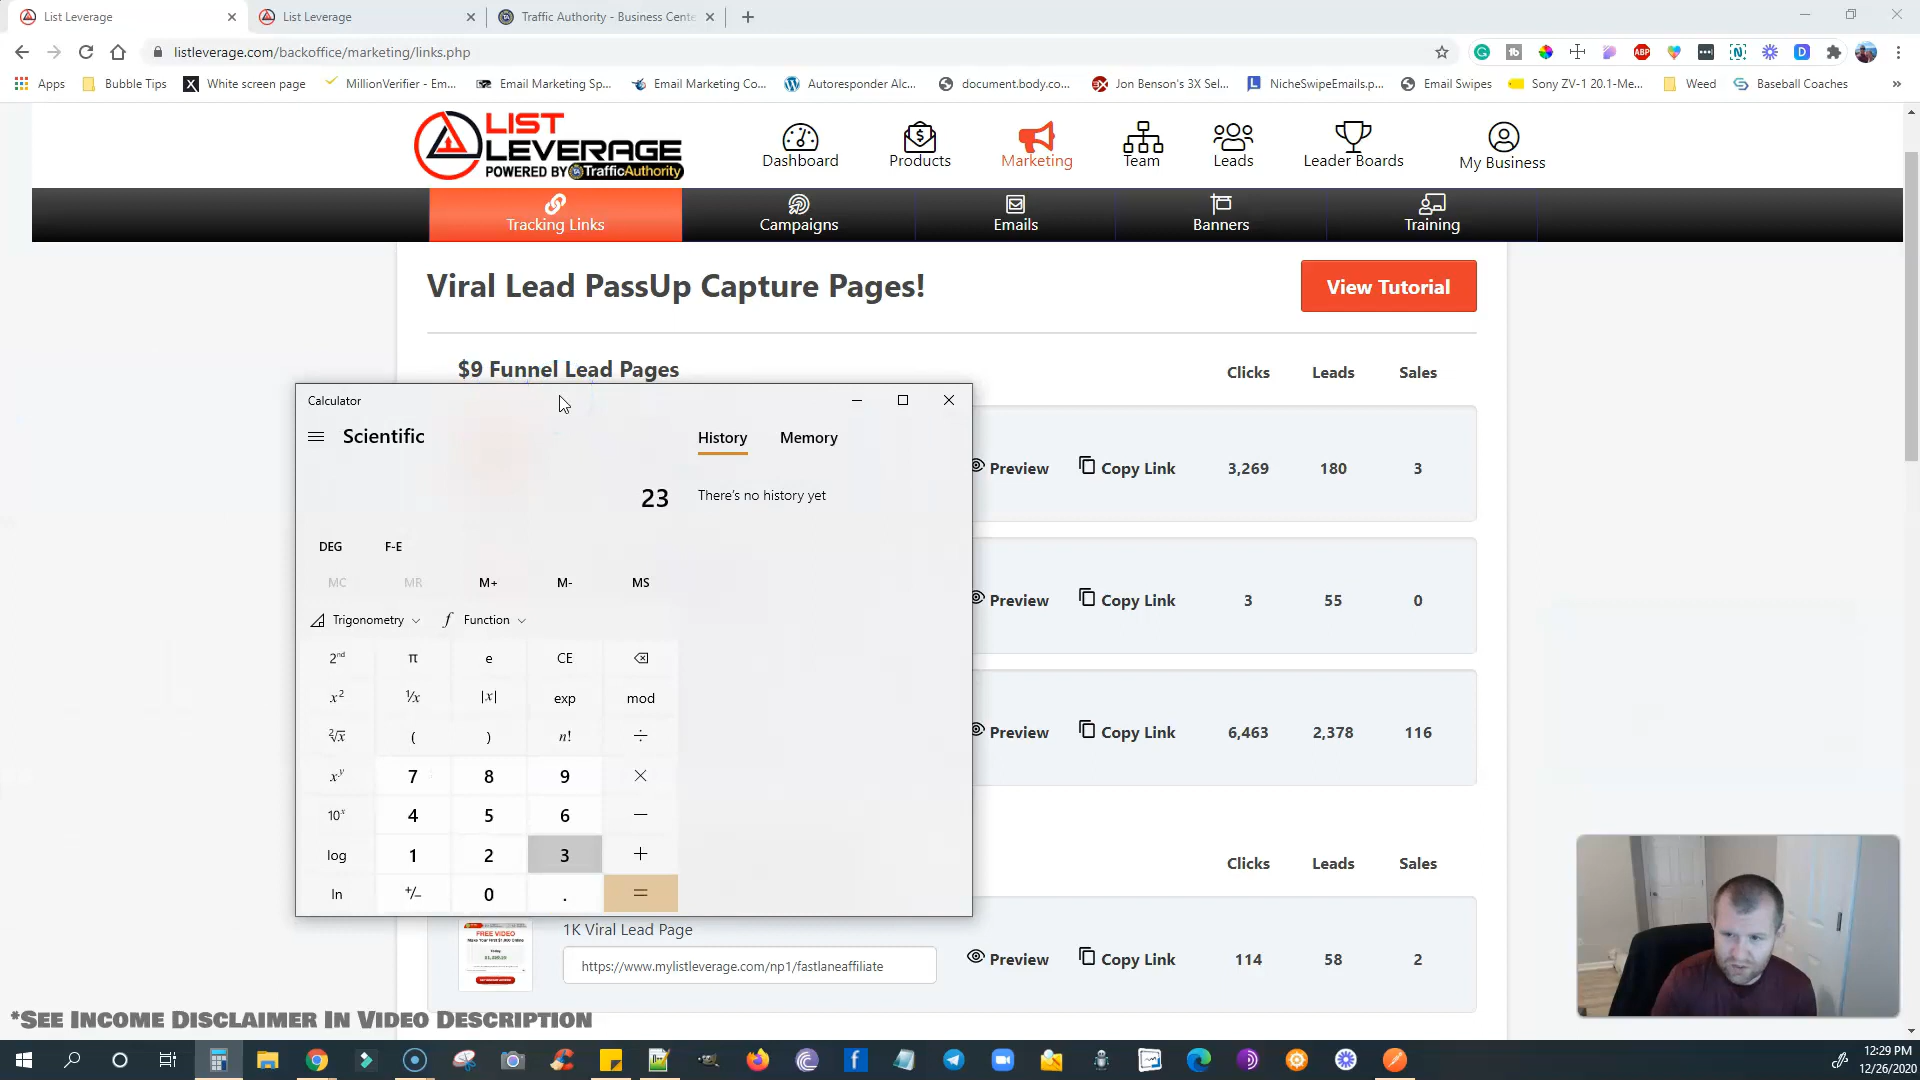 List Leverage
List Leverage
Traffic Authority - Business Cente
listleverage.com/backoffice/marketing/links.php
Apps
Bubble Tips
White screen page
MillionVerifier - Em...
Email Marketing Sp...
Email Marketing Co...
Autoresponder Alc...
document.body.co...
Jon Benson's 3X Sel...
NicheSwipeEmails.p...
Email Swipes
Sony ZV-1 20.1-Me...
Weed
Baseball Coaches
»
LIST
LEVERAGE
POWERED BY TrafficAuthority
Dashboard
Products
Marketing
Team
Leads
Leader Boards
My Business
Tracking Links
Campaigns
Emails
Banners
Training
Viral Lead PassUp Capture Pages!
View Tutorial
$9 Funnel Lead Pages
Clicks Leads Sales
Calculator
Scientific
History Memory
23
There's no history yet
DEG F-E
MC MR M+ M- MS
Trigonometry f Function
2nd π e CE
x² ¹/x |x| exp mod
²√x ( ) n! ÷
xʸ 7 8 9 ×
10ˣ 4 5 6 −
log 1 2 3 +
ln +/− 0 . =
Preview Copy Link 3,269 180 3
Preview Copy Link 3 55 0
Preview Copy Link 6,463 2,378 116
Clicks Leads Sales
FREE VIDEO
1K Viral Lead Page
https://www.mylistleverage.com/np1/fastlaneaffiliate
Preview Copy Link 114 58 2
*SEE INCOME DISCLAIMER IN VIDEO DESCRIPTION
12:29 PM
12/26/2020